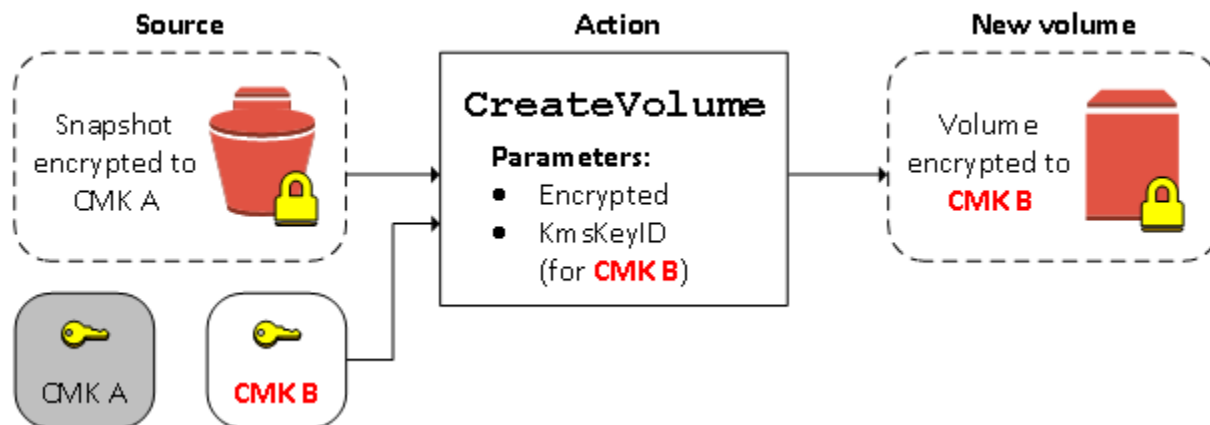 Source
Action
New volume
Snapshot
encrypted to
CMK A
CreateVolume
Parameters:
● Encrypted
● KmsKeyID
(for CMK B)
Volume
encrypted to
CMK B
CMK A
CMK B